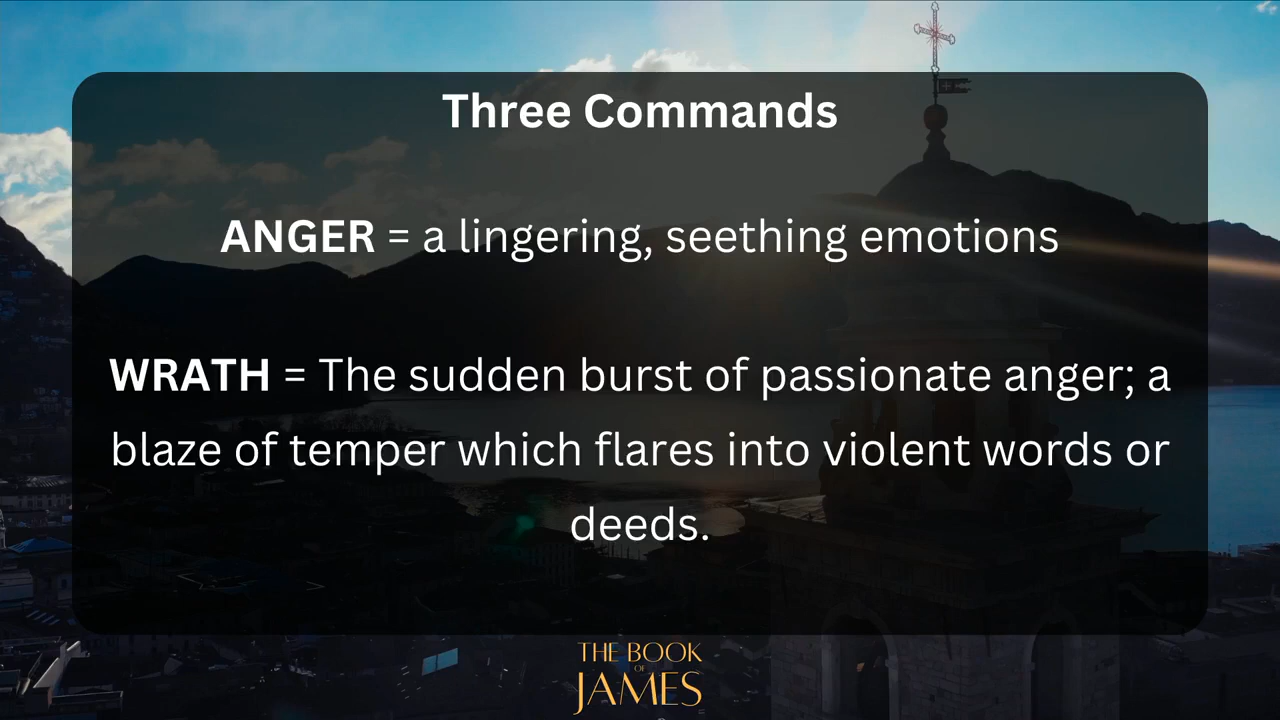 Three Commands
ANGER = a lingering, seething emotions
WRATH = The sudden burst of passionate anger; a
blaze of temper which flares into violent words or
deeds.
THE BOOK
OF
JAMES